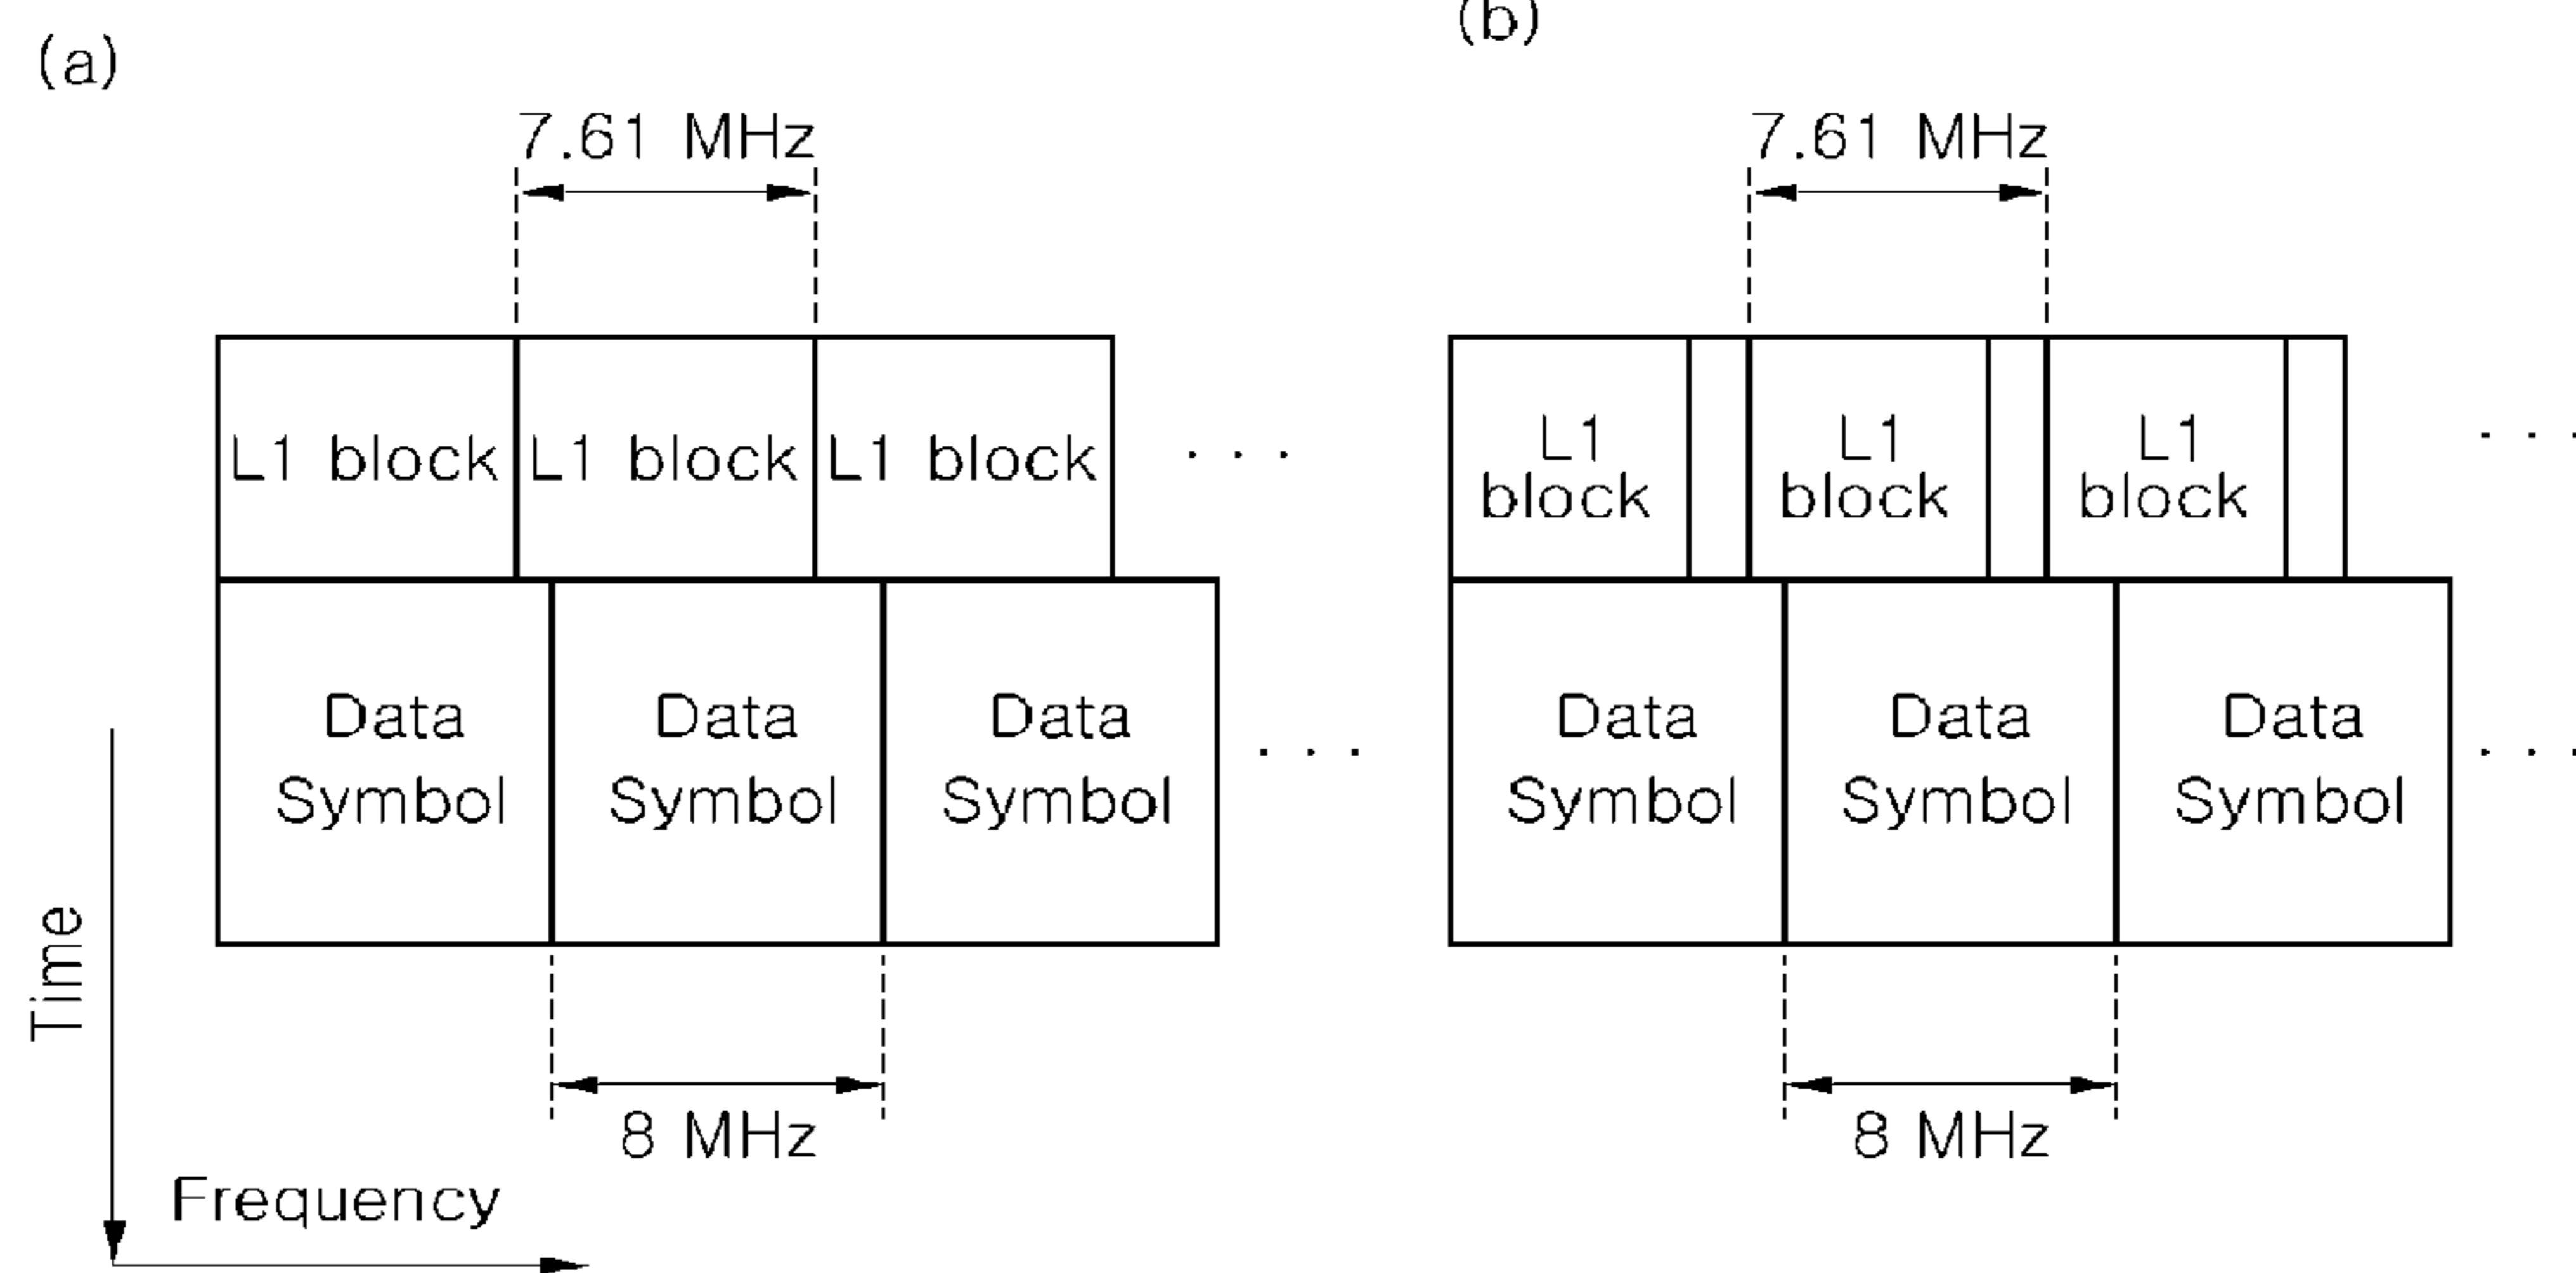 (a)
7.61 MHz
L1 block L1 block L1 block . . .
Data Symbol
Data Symbol
Data Symbol
. . .
8 MHz
Time
Frequency
(b)
7.61 MHz
L1 block
L1 block
L1 block
. . .
Data Symbol
Data Symbol
Data Symbol
. . .
8 MHz